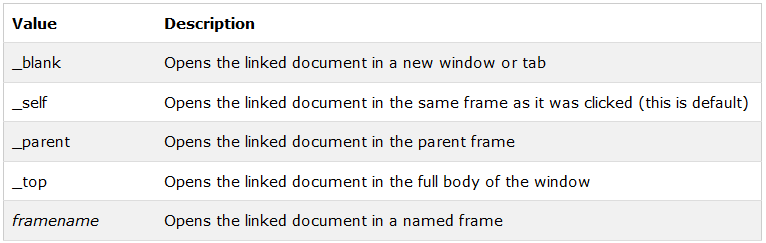 Value Description
_blank Opens the linked document in a new window or tab
_self Opens the linked document in the same frame as it was clicked (this is default)
_parent Opens the linked document in the parent frame
_top Opens the linked document in the full body of the window
framename Opens the linked document in a named frame